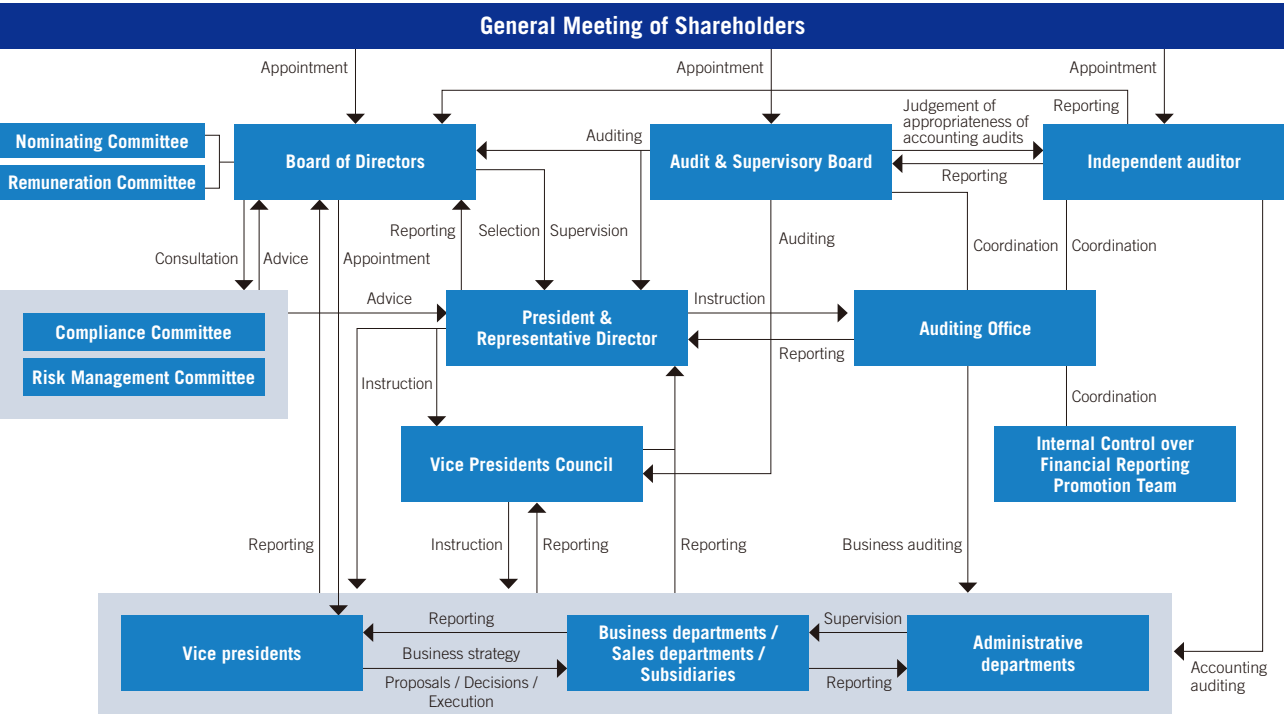 General Meeting of Shareholders
Appointment
Appointment
Appointment
Nominating Committee
Remuneration Committee
Board of Directors
Auditing
Audit & Supervisory Board
Judgement of
appropriateness of
accounting audits
Reporting
Reporting
Independent auditor
Consultation
Advice
Appointment
Reporting
Selection
Supervision
Auditing
Coordination
Coordination
Compliance Committee
Risk Management Committee
Advice
President &
Representative Director
Instruction
Reporting
Auditing Office
Instruction
Coordination
Vice Presidents Council
Internal Control over
Financial Reporting
Promotion Team
Reporting
Instruction
Reporting
Reporting
Business auditing
Vice presidents
Reporting
Business strategy
Proposals / Decisions /
Execution
Business departments /
Sales departments /
Subsidiaries
Supervision
Reporting
Administrative
departments
Accounting
auditing